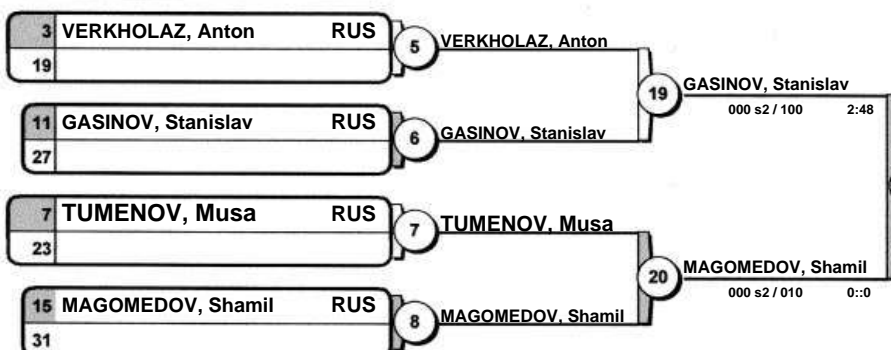 3 VERKHOLAZ, Anton RUS
19
5 VERKHOLAZ, Anton
11 GASINOV, Stanislav RUS
27
6 GASINOV, Stanislav
19 GASINOV, Stanislav
000 s2 / 100 2:48
7 TUMENOV, Musa RUS
23
7 TUMENOV, Musa
15 MAGOMEDOV, Shamil RUS
31
8 MAGOMEDOV, Shamil
20 MAGOMEDOV, Shamil
000 s2 / 010 0::0